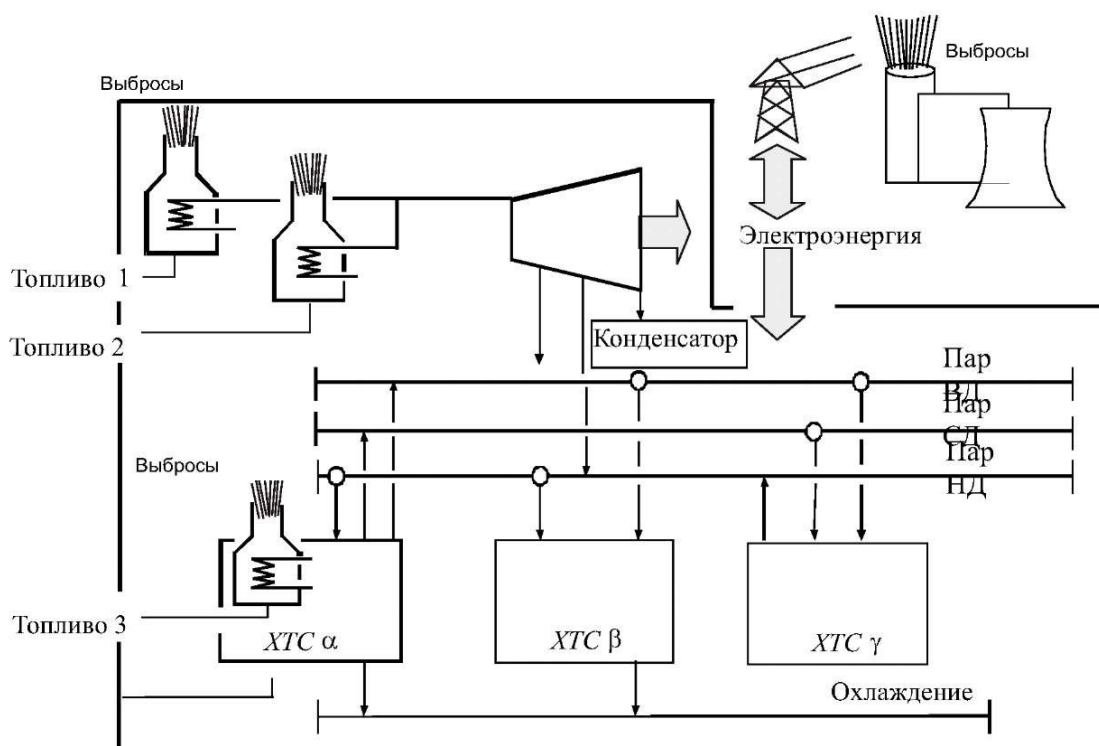 Выбросы
Выбросы
Электроэнергия
Топливо 1
Топливо 2
Конденсатор
Пар
ВД
Пар
СД
Пар
НД
Выбросы
Топливо 3
ХТС α
ХТС β
ХТС γ
Охлаждение